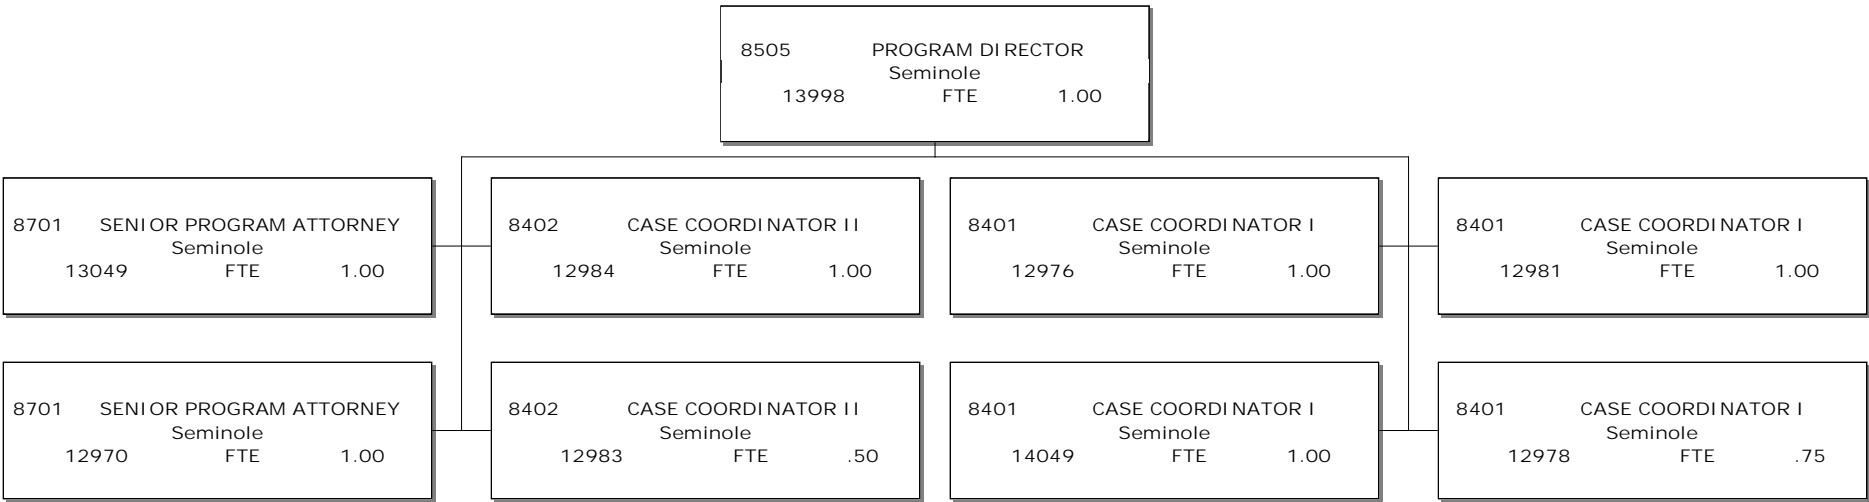 8505 PROGRAM DIRECTOR
Seminole
13998 FTE 1.00
8701 SENIOR PROGRAM ATTORNEY
Seminole
13049 FTE 1.00
8402 CASE COORDINATOR II
Seminole
12984 FTE 1.00
8401 CASE COORDINATOR I
Seminole
12976 FTE 1.00
8401 CASE COORDINATOR I
Seminole
12981 FTE 1.00
8701 SENIOR PROGRAM ATTORNEY
Seminole
12970 FTE 1.00
8402 CASE COORDINATOR II
Seminole
12983 FTE .50
8401 CASE COORDINATOR I
Seminole
14049 FTE 1.00
8401 CASE COORDINATOR I
Seminole
12978 FTE .75